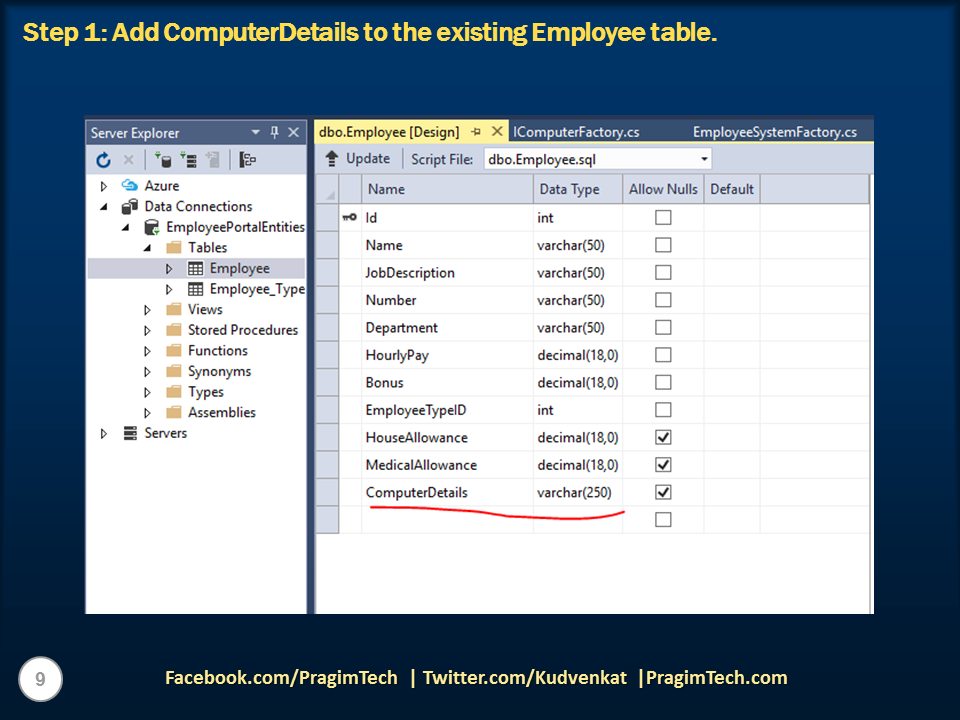 Step 1: Add ComputerDetails to the existing Employee table.
Server Explorer
Azure
Data Connections
EmployeePortalEntities
Tables
Employee
Employee_Type
Views
Stored Procedures
Functions
Synonyms
Types
Assemblies
Servers
dbo.Employee [Design] IComputerFactory.cs EmployeeSystemFactory.cs
Update Script File: dbo.Employee.sql
Name Data Type Allow Nulls Default
Id int
Name varchar(50)
JobDescription varchar(50)
Number varchar(50)
Department varchar(50)
HourlyPay decimal(18,0)
Bonus decimal(18,0)
EmployeeTypeID int
HouseAllowance decimal(18,0)
MedicalAllowance decimal(18,0)
ComputerDetails varchar(250)
9
Facebook.com/PragimTech | Twitter.com/Kudvenkat |PragimTech.com